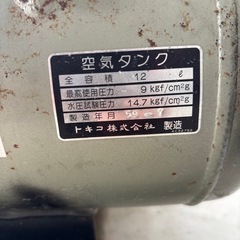 空気タンク
全容積 12 ℓ
最高使用圧力 9 kgf/cm²g
水圧試験圧力 14.7 kgf/cm²g
製造年月
トキコ株式会社 製造